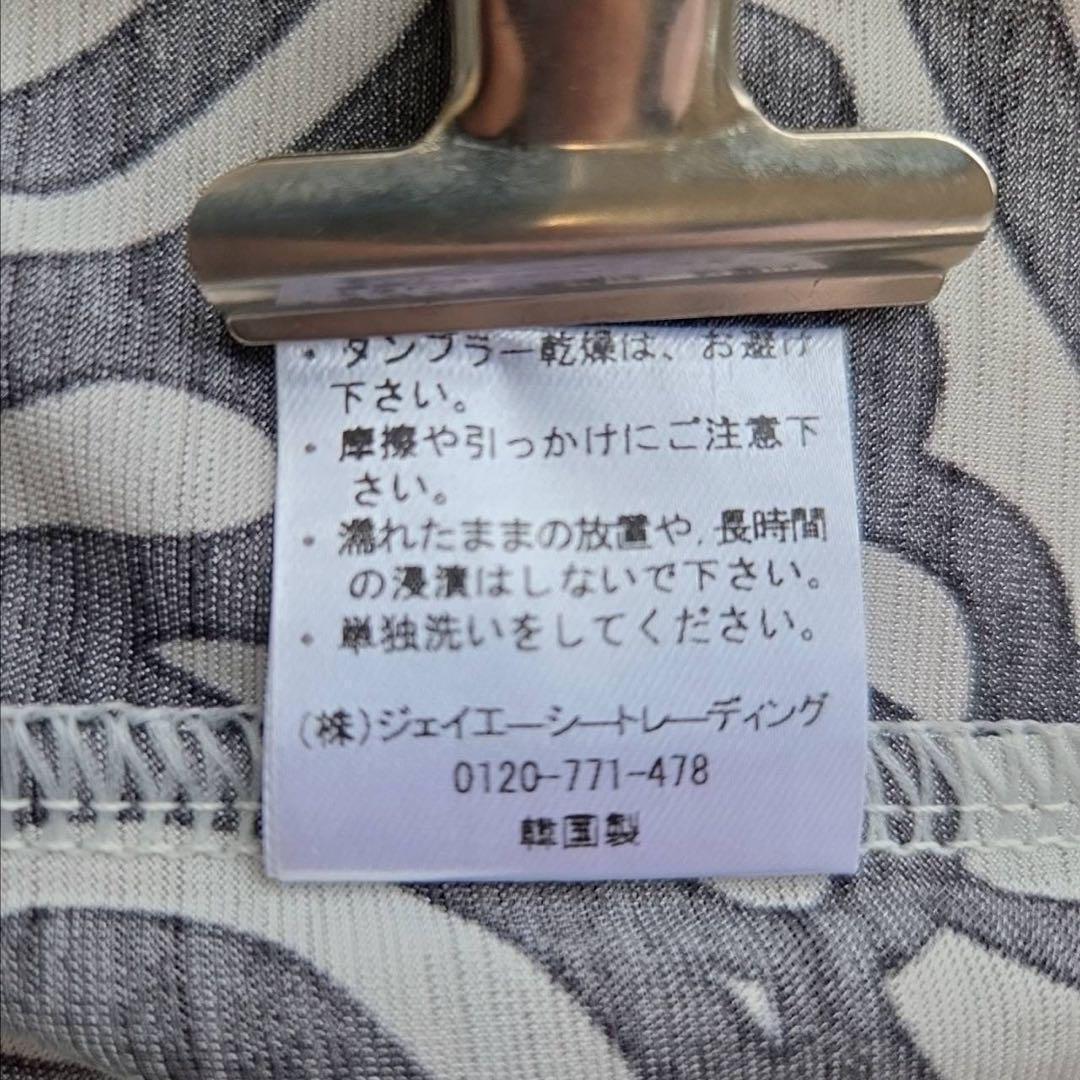 ・タンブラー乾燥は、お避け
下さい。
・摩擦や引っかけにご注意下
さい。
・濡れたままの放置や、長時間
の浸漬はしないで下さい。
・単独洗いをしてください。
(株)ジェイエーシートレーディング
0120-771-478
韓国製